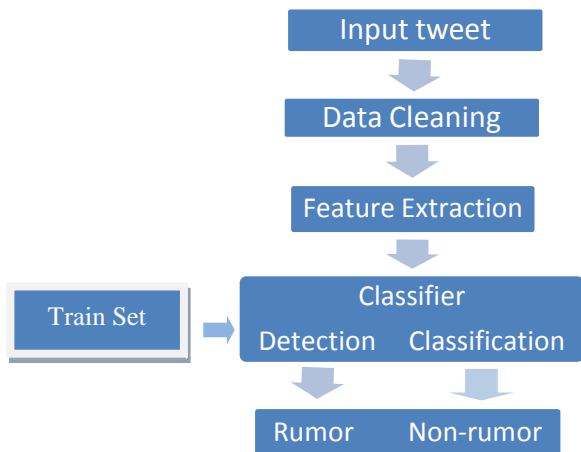 Input tweet
Data Cleaning
Feature Extraction
Classifier
Train Set
Detection Classification
Rumor Non-rumor